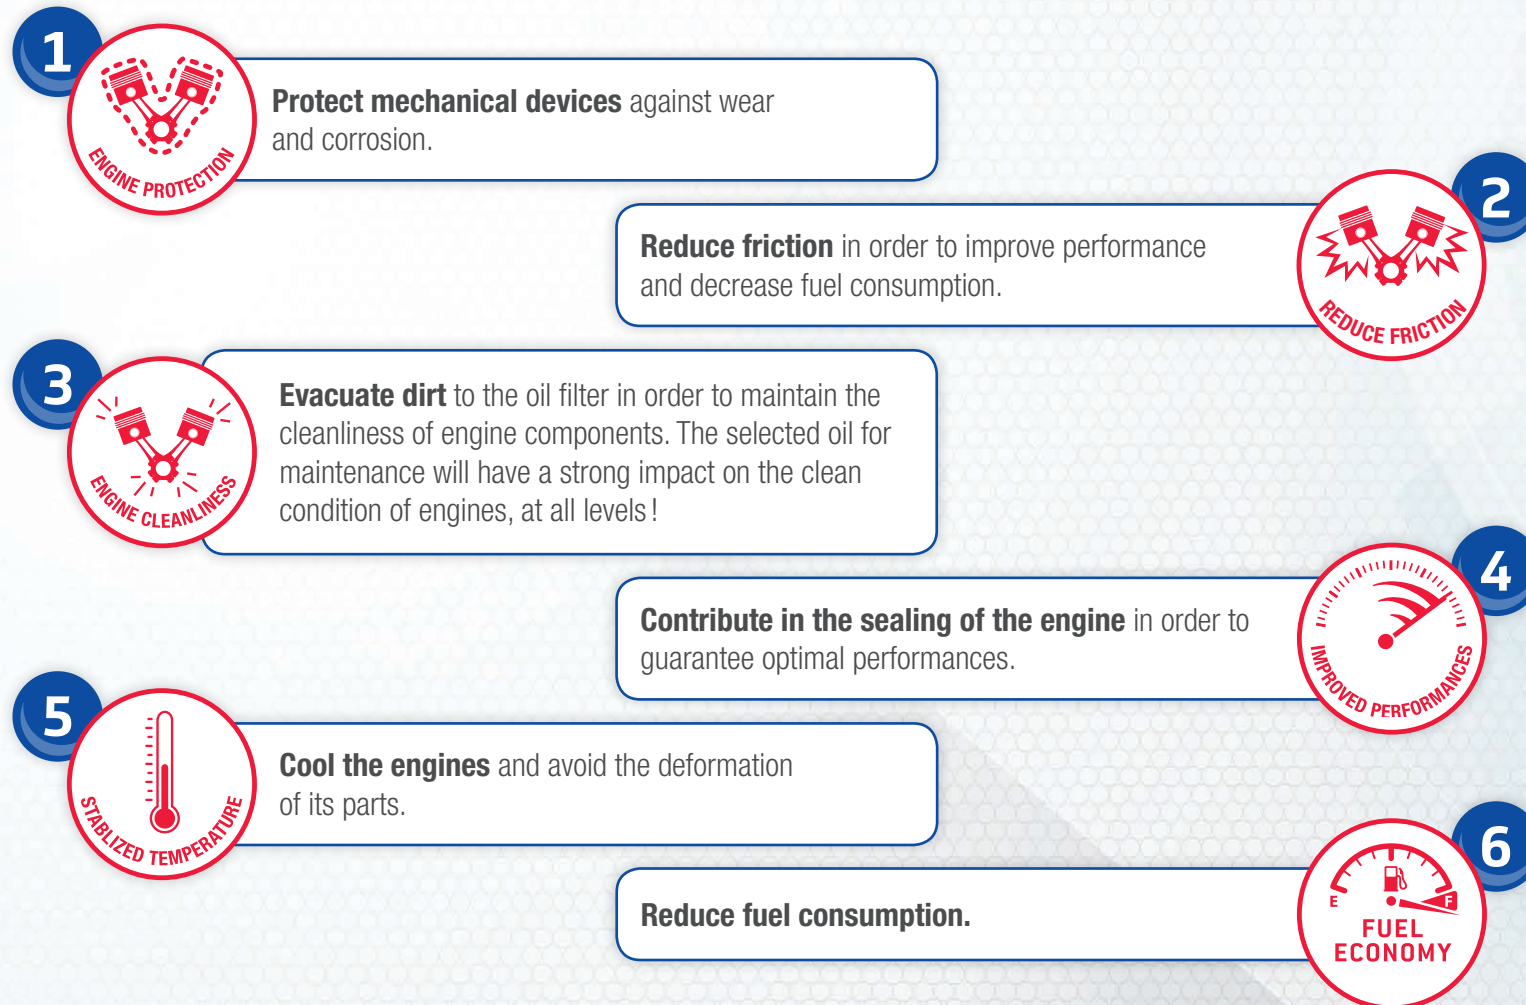 1
ENGINE PROTECTION
Protect mechanical devices against wear
and corrosion.
2
Reduce friction in order to improve performance
and decrease fuel consumption.
REDUCE FRICTION
3
ENGINE CLEANLINESS
Evacuate dirt to the oil filter in order to maintain the
cleanliness of engine components. The selected oil for
maintenance will have a strong impact on the clean
condition of engines, at all levels !
4
Contribute in the sealing of the engine in order to
guarantee optimal performances.
IMPROVED PERFORMANCES
5
STABLIZED TEMPERATURE
Cool the engines and avoid the deformation
of its parts.
6
Reduce fuel consumption.
E F
FUEL
ECONOMY